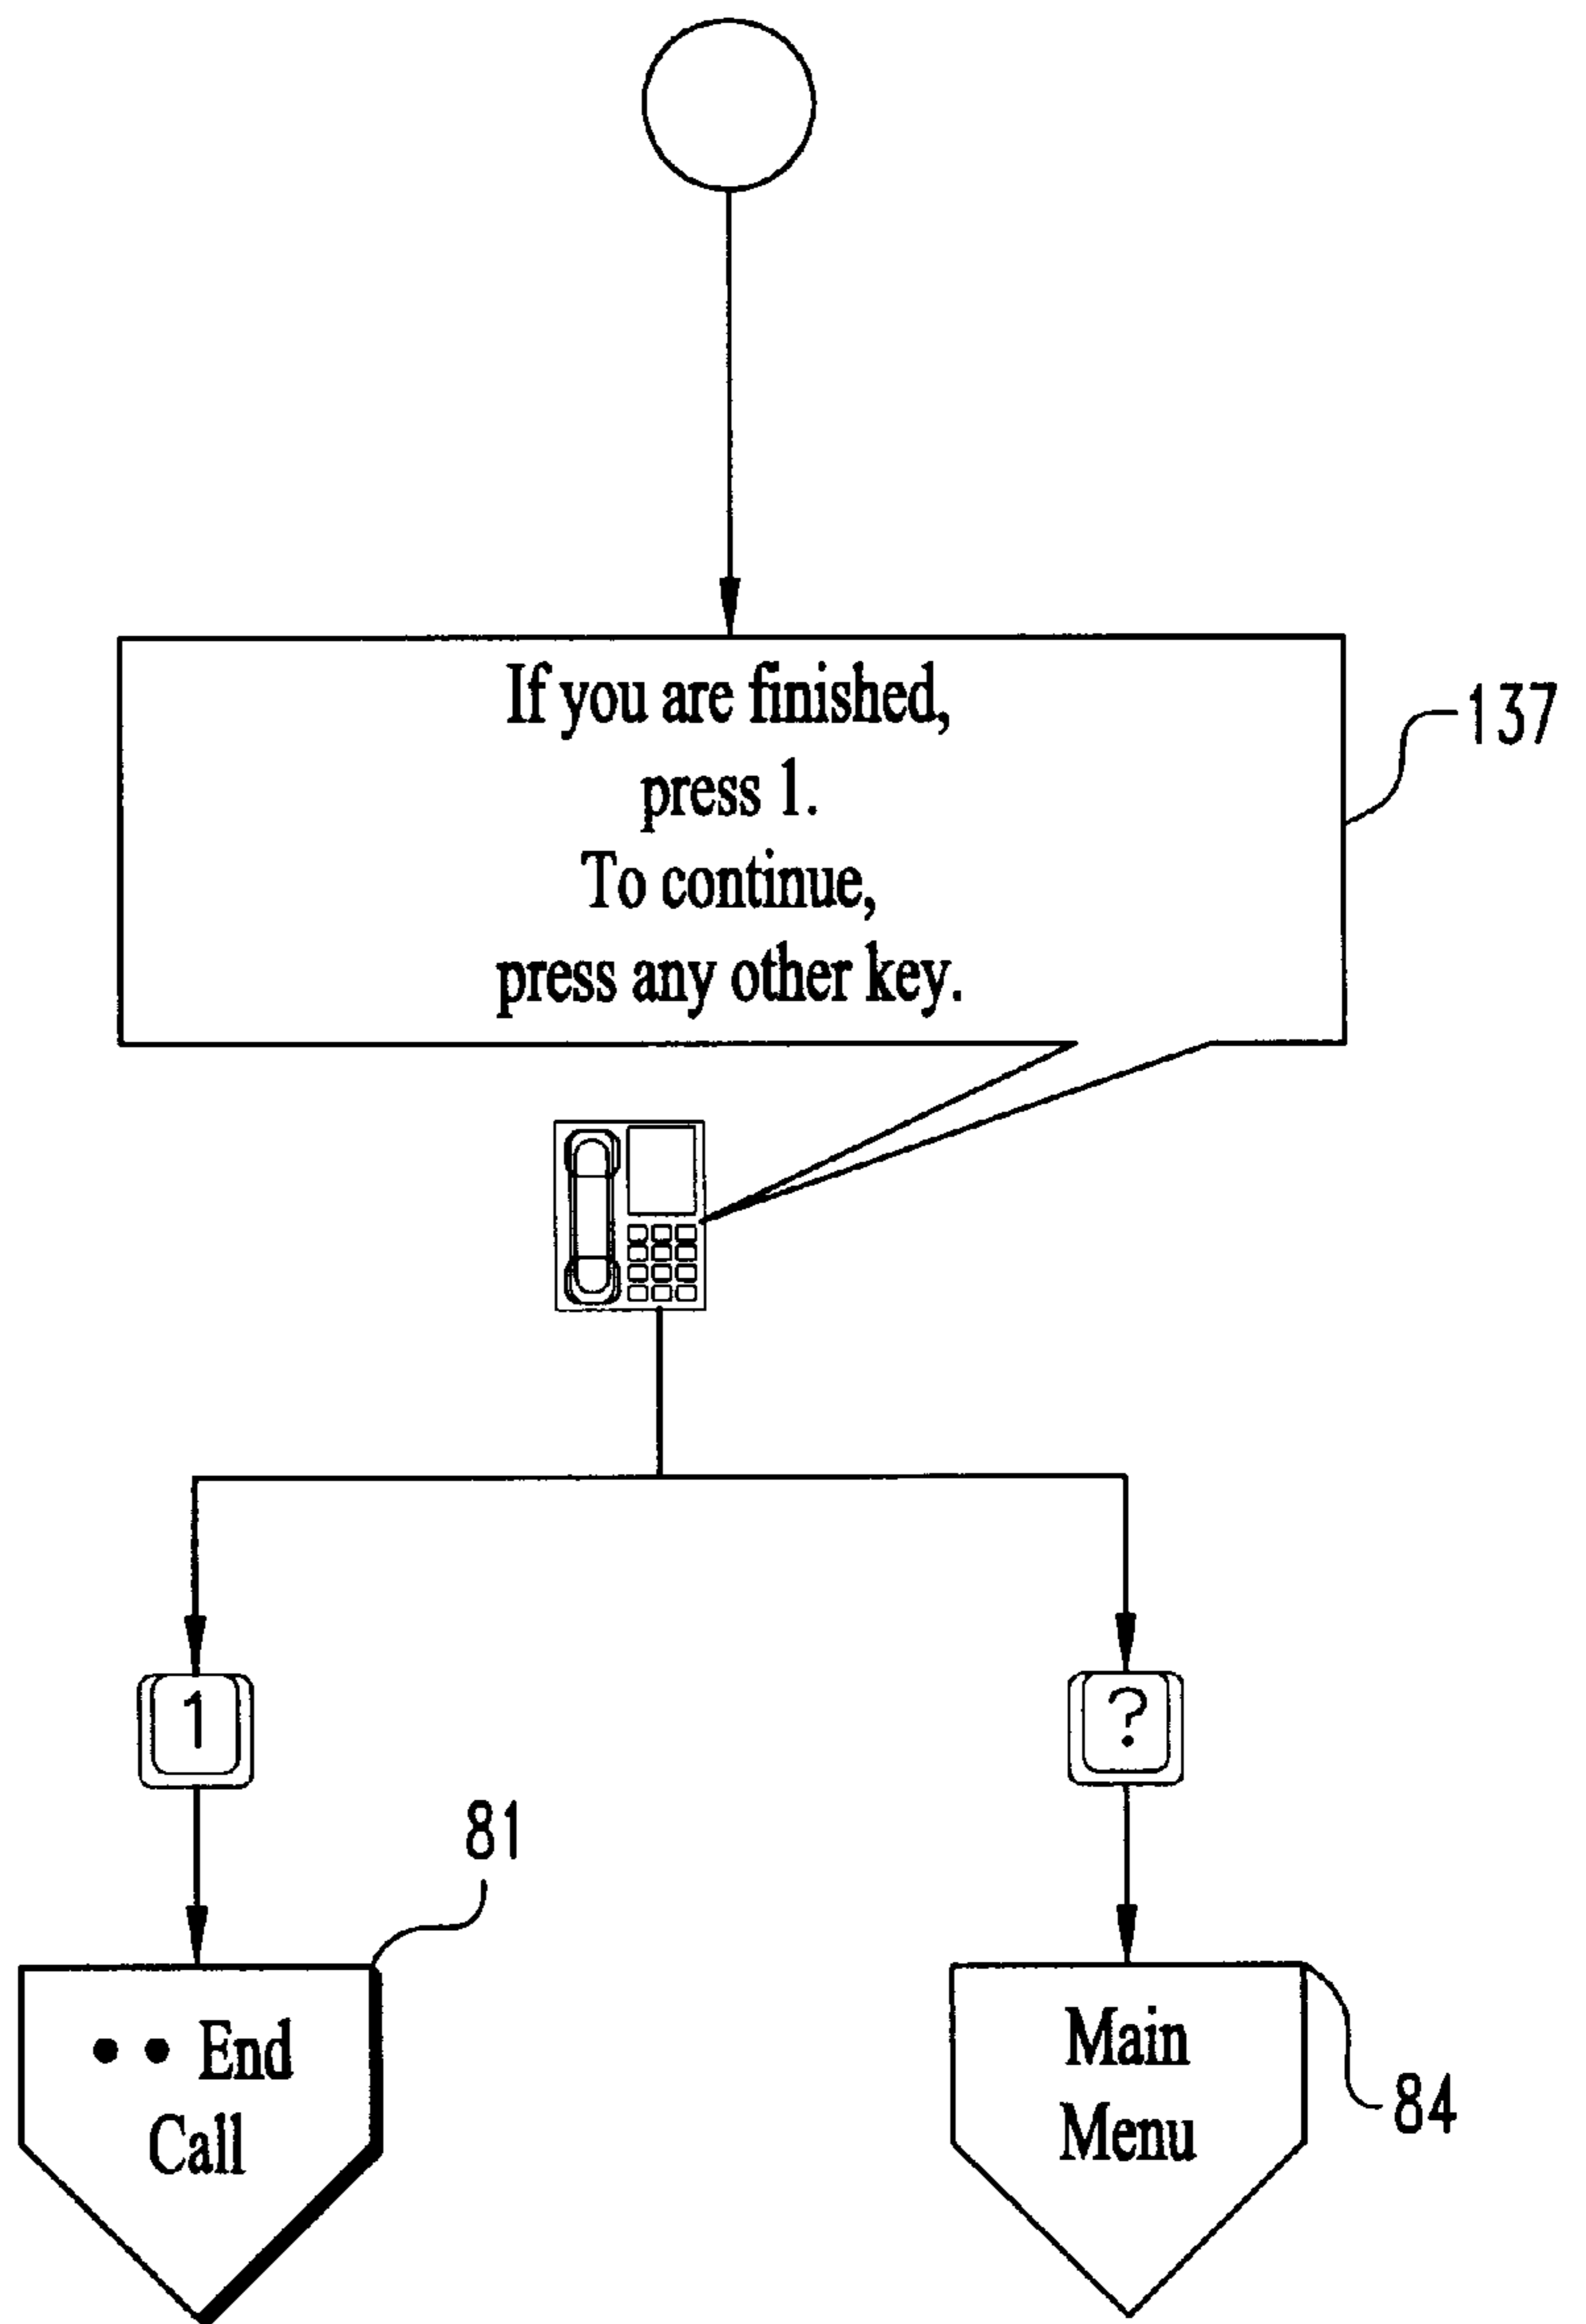 If you are finished,
press 1.
To continue,
press any other key.
137
1
?
81
•• End
Call
Main
Menu
84